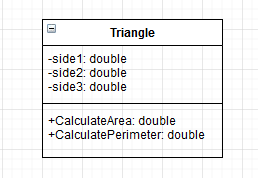 Triangle
-side1: double
-side2: double
-side3: double
+CalculateArea: double
+CalculatePerimeter: double